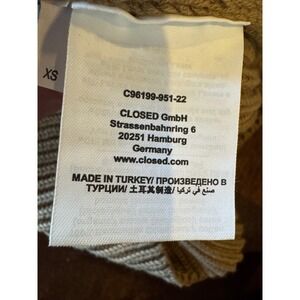 XS
C96199-951-22
CLOSED GmbH
Strassenbahnring 6
20251 Hamburg
Germany
www.closed.com
MADE IN TURKEY/ ПРОИЗВЕДЕНО В
ТУРЦИИ/ 土耳其制造/ صنع في تركيا